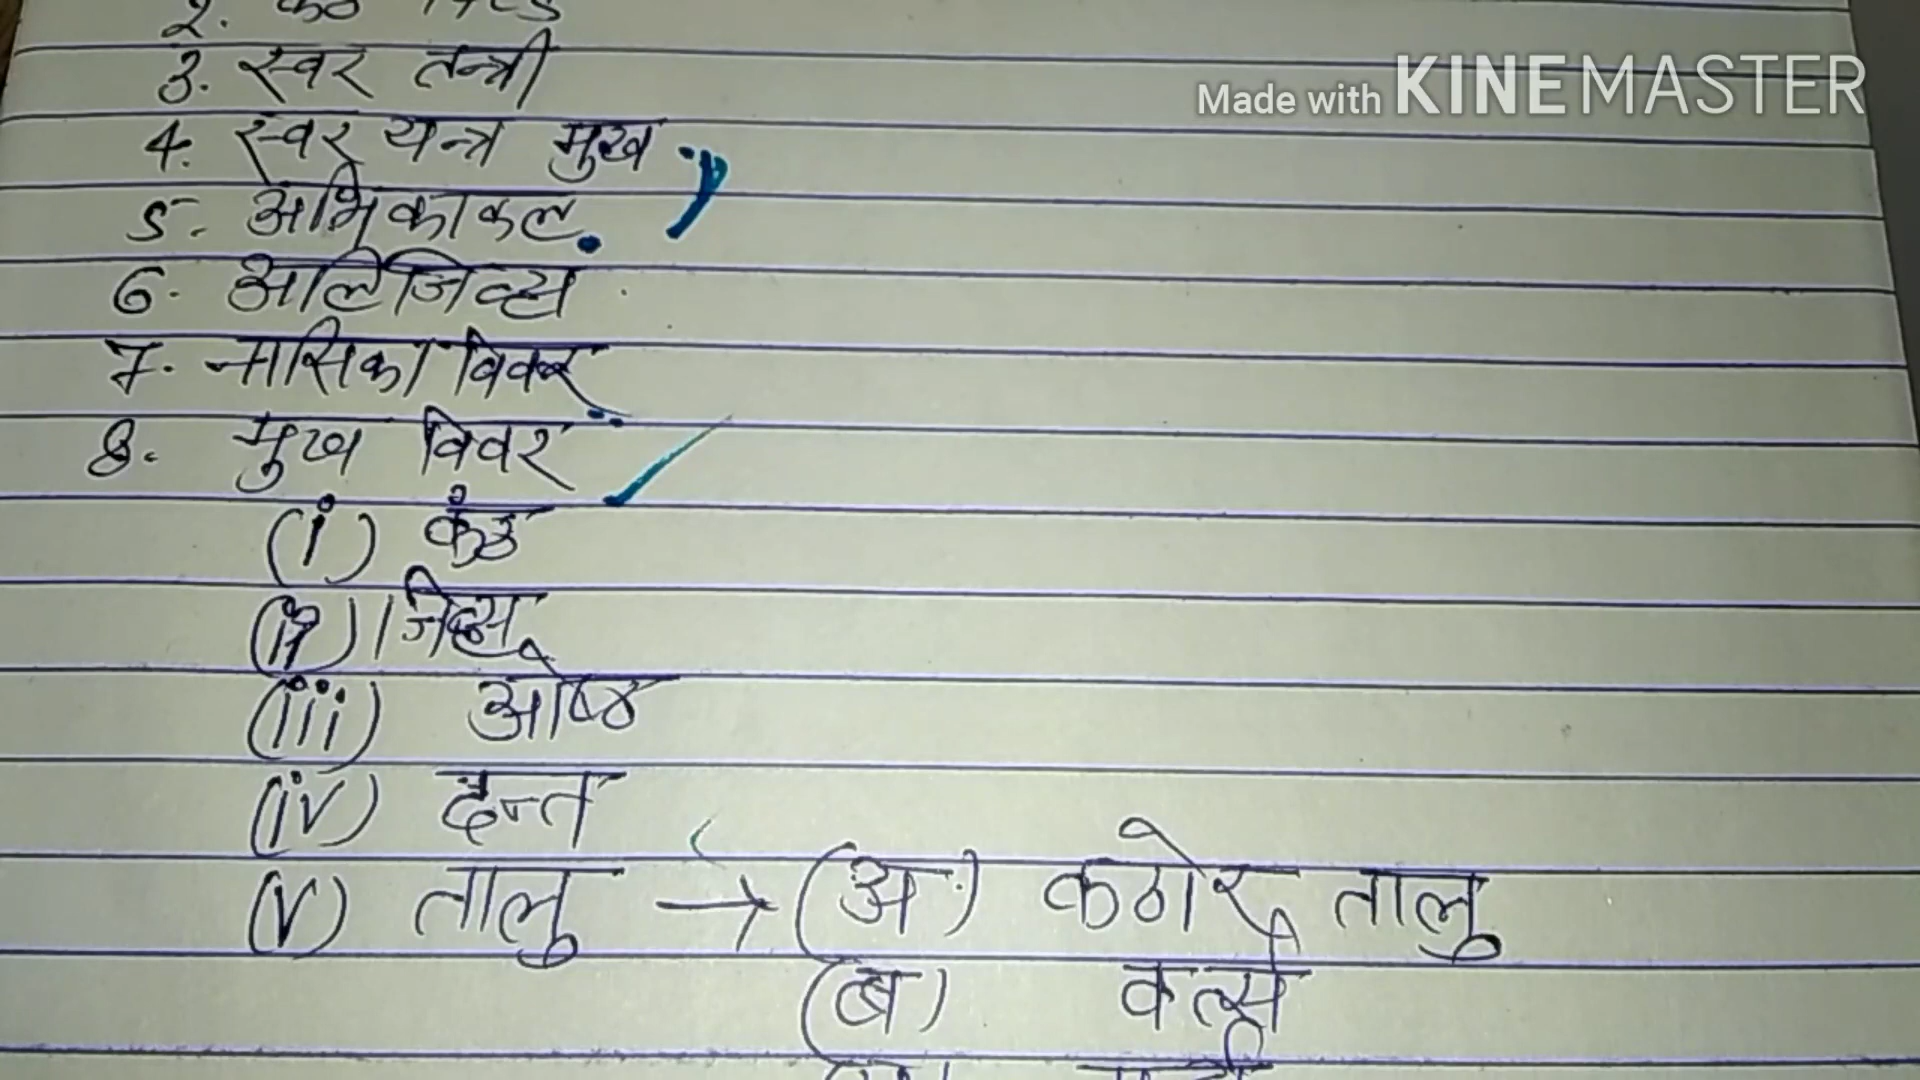 2. कंठ
3. स्वर तन्त्री
Made with KINEMASTER
4. स्वर यन्त्र मुख
5. अभिकाकल
6. अलिजिव्ह
7. नासिका विवर
8. मुख विवर
(i) कंठ
(ii) जिह्वा
(iii) ओष्ठ
(iv) दन्त
(v) तालु → (अ) कठोर तालु
(ब) वर्त्स